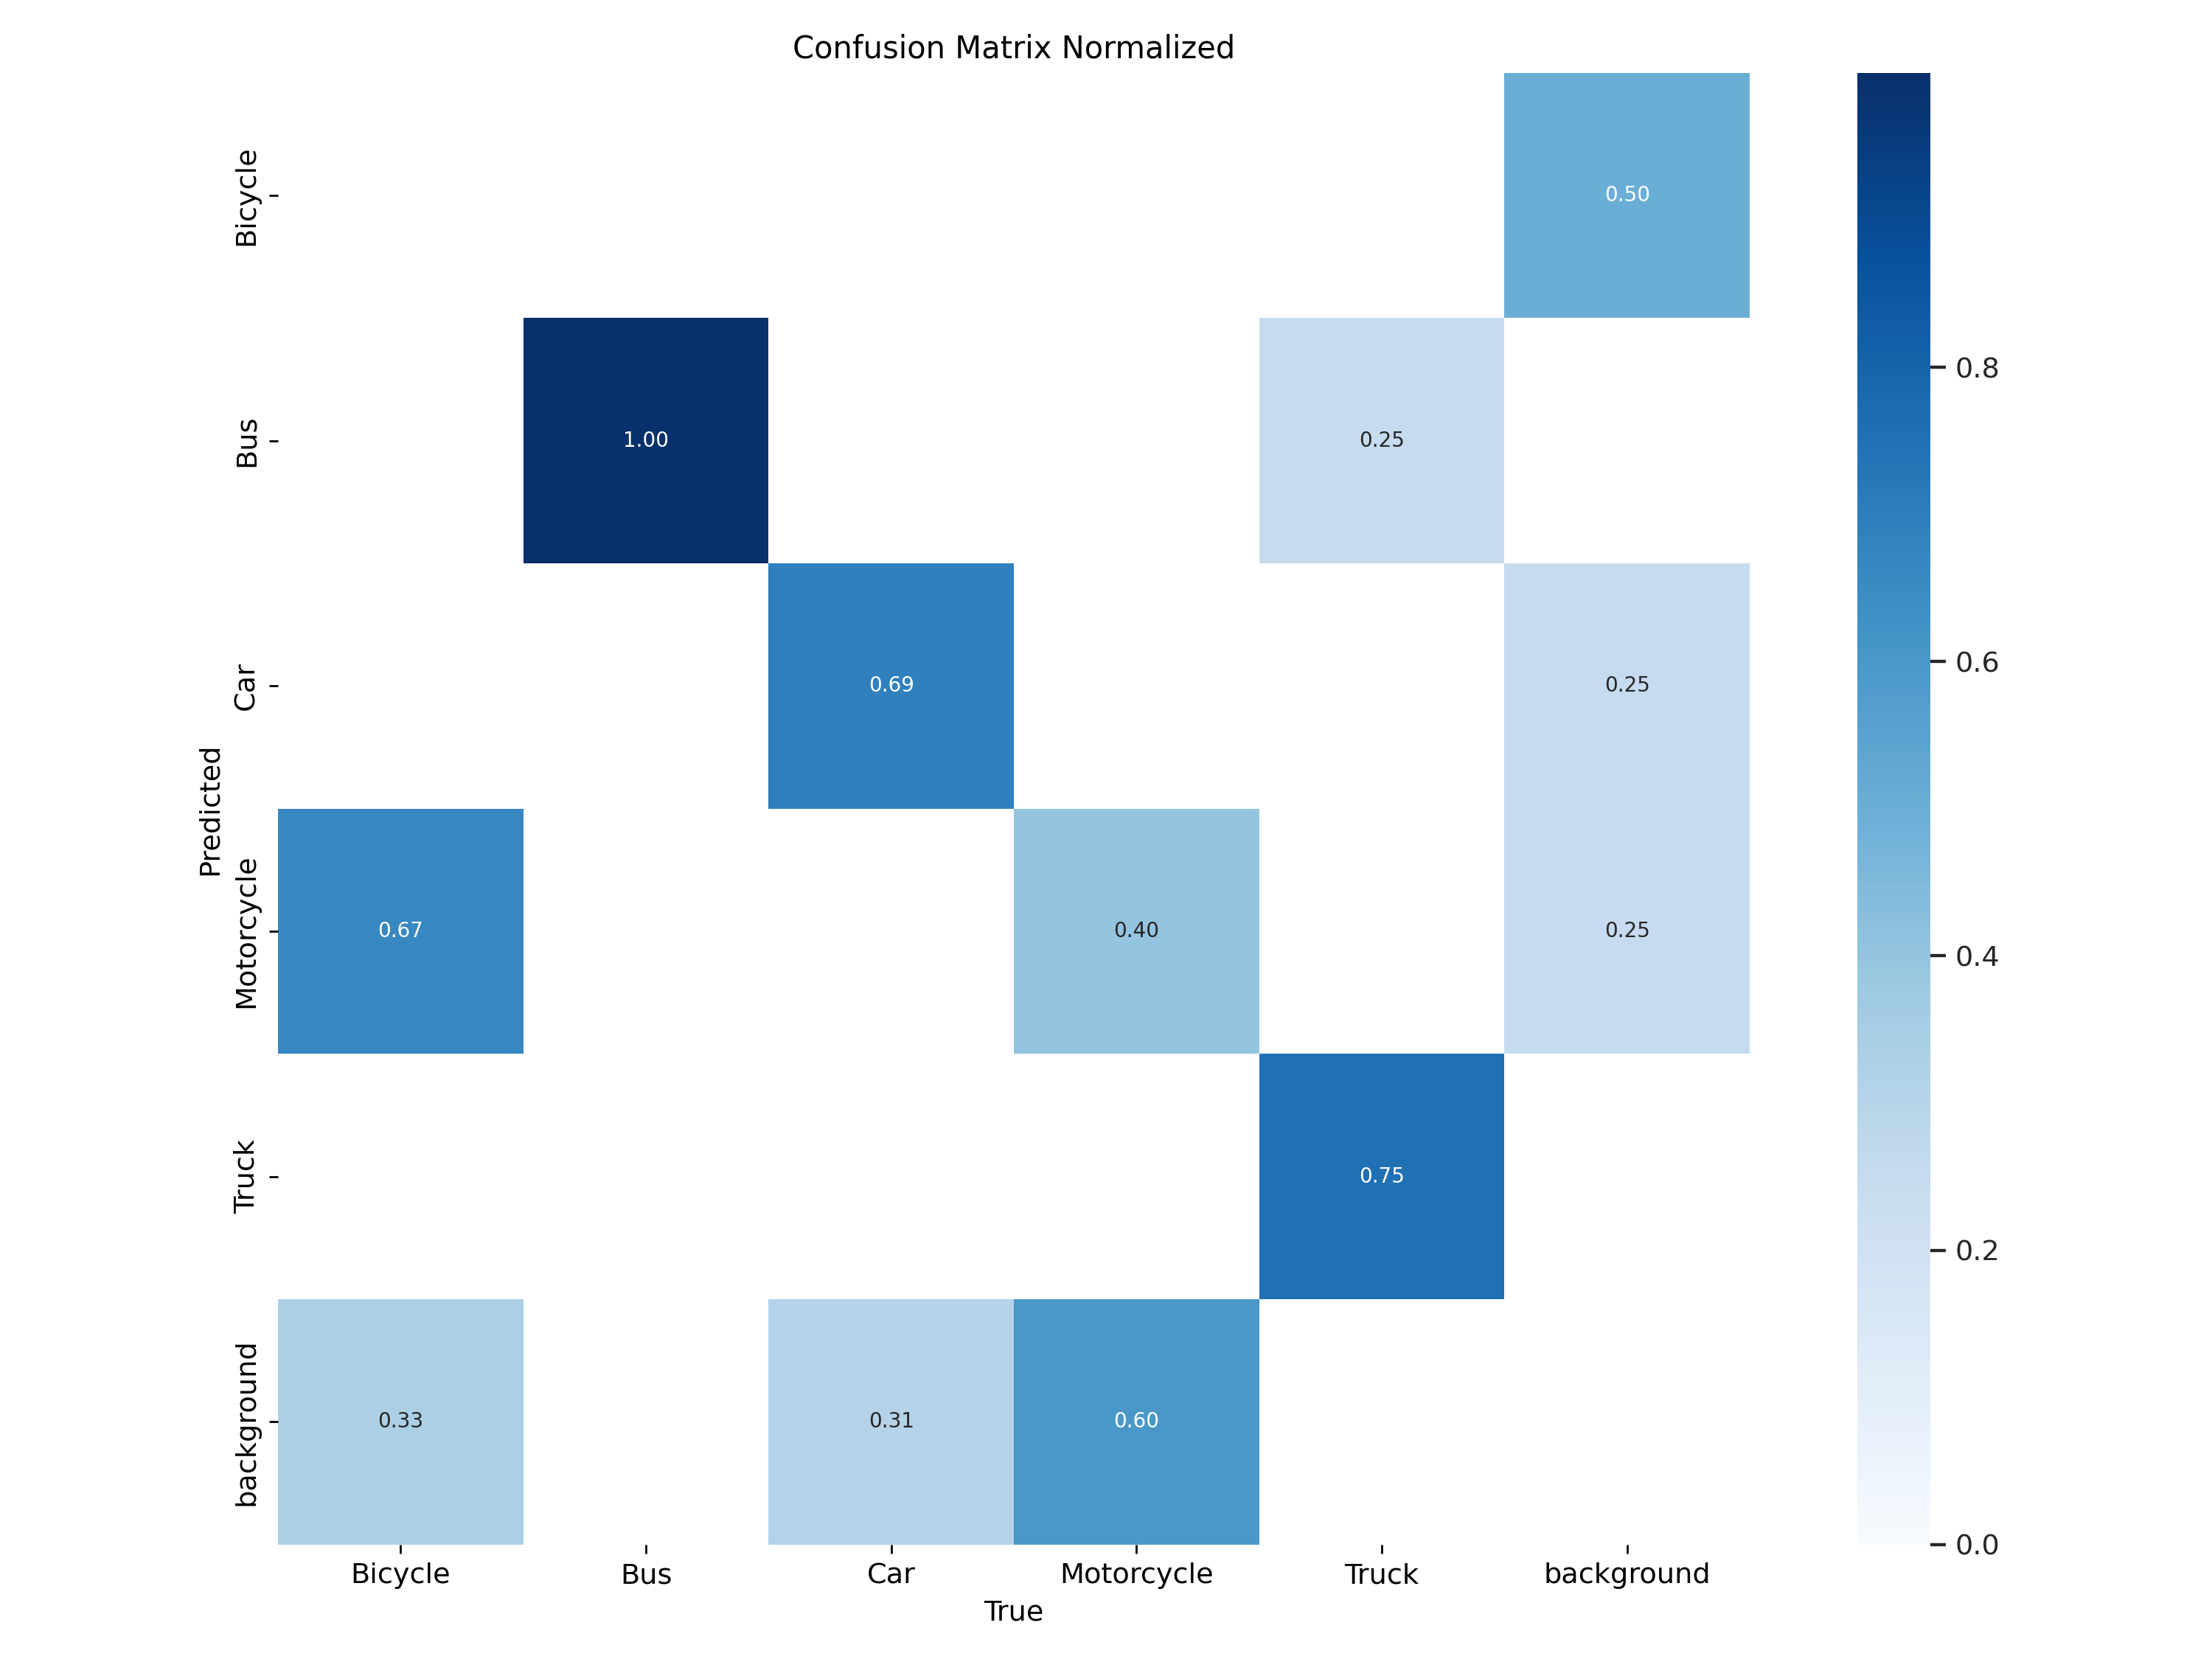 Confusion Matrix Normalized
Bicycle
0.50
Bus
1.00
0.25
0.8
Car
0.69
0.25
0.6
Predicted
Motorcycle
0.67
0.40
0.25
0.4
Truck
0.75
0.2
background
0.33
0.31
0.60
0.0
Bicycle
Bus
Car
Motorcycle
Truck
background
True